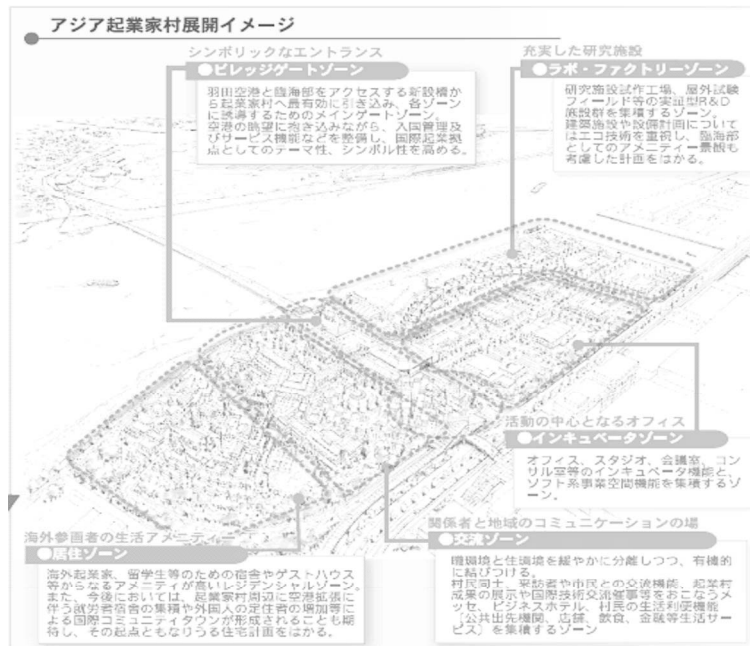 アジア起業家村展開イメージ
シンボリックなエントランス
●ビレッジゲートゾーン
羽田空港と臨海部をアクセスする新設橋か
ら起業家村へ最有効に引き込み、各ゾーン
に誘導するためのメインゲートゾーン。
空港の眺望に抱き込みながら、入国管理及
びサービス機能などを整備し、国際起業拠
点としてのテーマ性、シンボル性を高める。
充実した研究施設
●ラボ・ファクトリーゾーン
研究施設試作工場、屋外試験
フィールド等の実証型R&D
施設群を集積するゾーン。
建築施設や設備計画について
はエコ技術を重視し、臨海部
としてのアメニティー景観も
考慮した計画をはかる。
活動の中心となるオフィス
●インキュベータゾーン
オフィス、スタジオ、会議室、コン
サル室等のインキュベータ機能と、
ソフト系事業空間機能を集積するゾ
ーン。
海外参画者の生活アメニティー
●居住ゾーン
海外起業家、留学生等のための宿舎やゲストハウス
等からなるアメニティが高いレジデンシャルゾーン。
また、今後においては、起業家村周辺に空港拡張に
伴う就労者宿舎の集積や外国人の定住者の増加等に
よる国際コミュニティタウンが形成されることも期
待し、その起点ともなりうる住宅計画をはかる。
関係者と地域のコミュニケーションの場
●交流ゾーン
職環境と住環境を緩やかに分離しつつ、有機的
に結びつける。
村民同士、来訪者や市民との交流機能、起業村
成果の展示や国際技術交流催事等をおこなうメ
ッセ、ビジネスホテル、村民の生活利便機能
（公共出先機関、店舗、飲食、金融等生活サー
ビス）を集積するゾーン